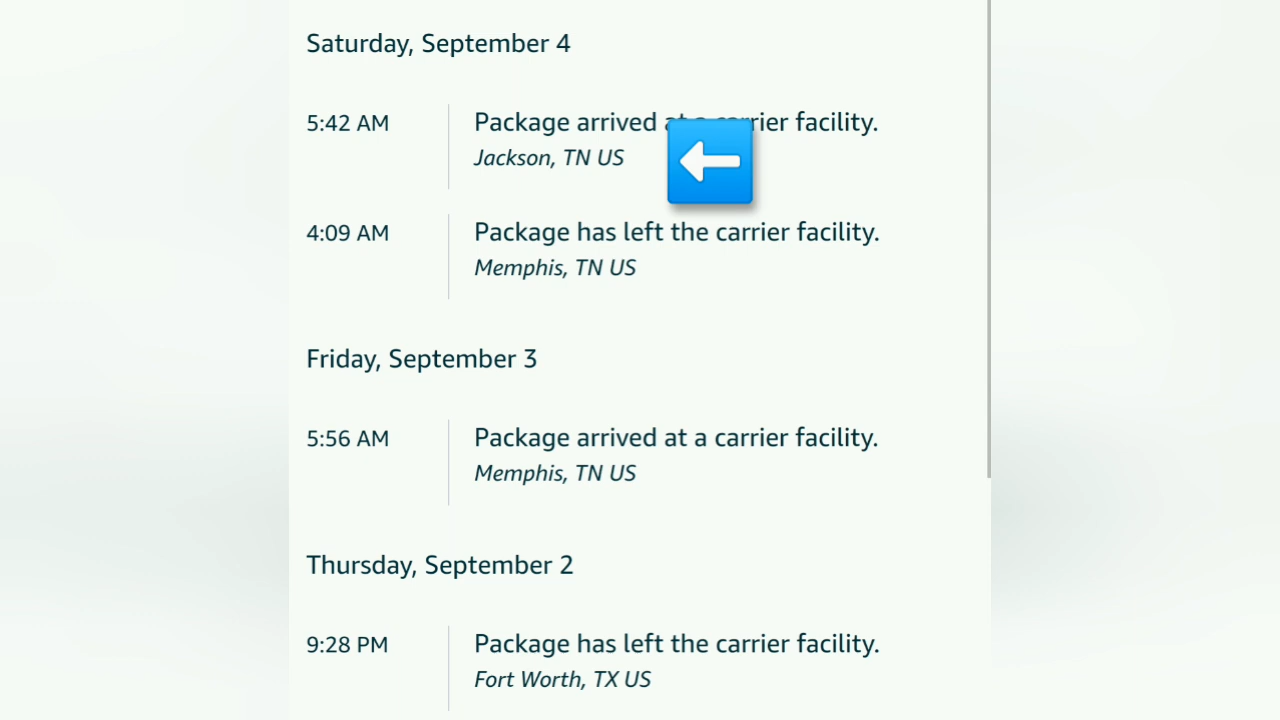 Saturday, September 4
5:42 AM
Package arrived at a carrier facility.
Jackson, TN US
4:09 AM
Package has left the carrier facility.
Memphis, TN US
Friday, September 3
5:56 AM
Package arrived at a carrier facility.
Memphis, TN US
Thursday, September 2
9:28 PM
Package has left the carrier facility.
Fort Worth, TX US